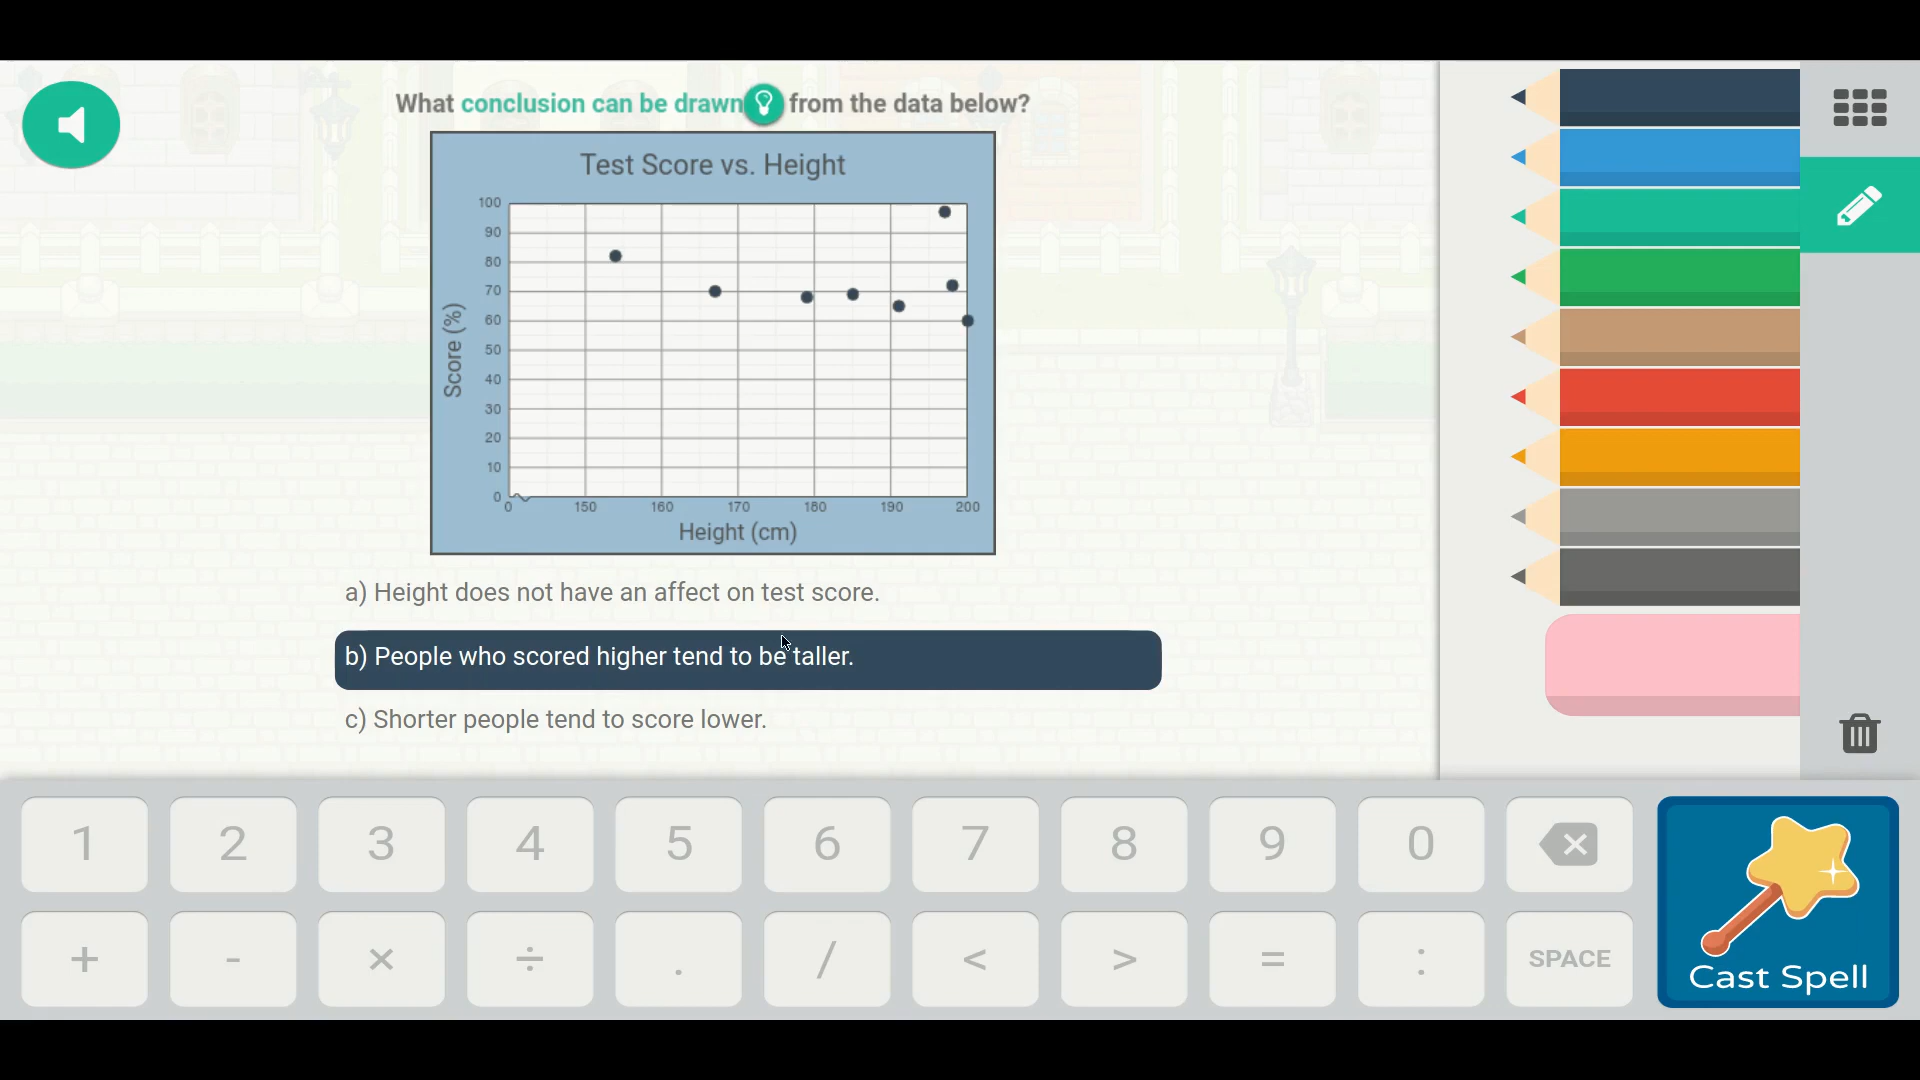 What conclusion can be drawn from the data below?
Test Score vs. Height
100
90
80
70
60
50
40
30
20
10
0
Score (%)
0 150 160 170 180 190 200
Height (cm)
a) Height does not have an affect on test score.
b) People who scored higher tend to be taller.
c) Shorter people tend to score lower.
1 2 3 4 5 6 7 8 9 0
+ - × ÷ . / < > = : SPACE
Cast Spell